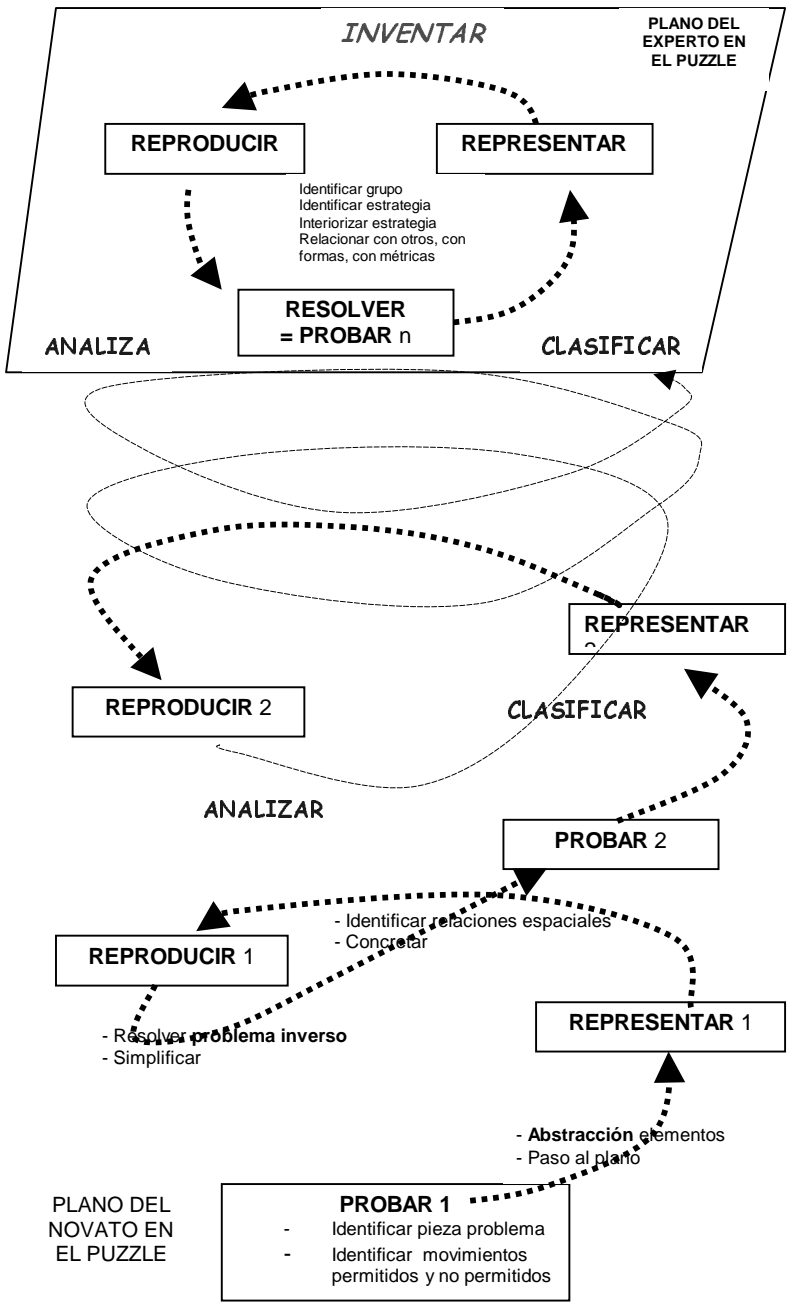 INVENTAR
PLANO DEL
EXPERTO EN
EL PUZZLE
REPRODUCIR
REPRESENTAR
Identificar grupo
Identificar estrategia
Interiorizar estrategia
Relacionar con otros, con
formas, con métricas
RESOLVER
= PROBAR n
ANALIZA
CLASIFICAR
REPRESENTAR
REPRODUCIR 2
CLASIFICAR
ANALIZAR
PROBAR 2
- Identificar relaciones espaciales
- Concretar
REPRODUCIR 1
REPRESENTAR 1
- Resolver problema inverso
- Simplificar
- Abstracción elementos
- Paso al plano
PLANO DEL
NOVATO EN
EL PUZZLE
PROBAR 1
- Identificar pieza problema
- Identificar movimientos
permitidos y no permitidos